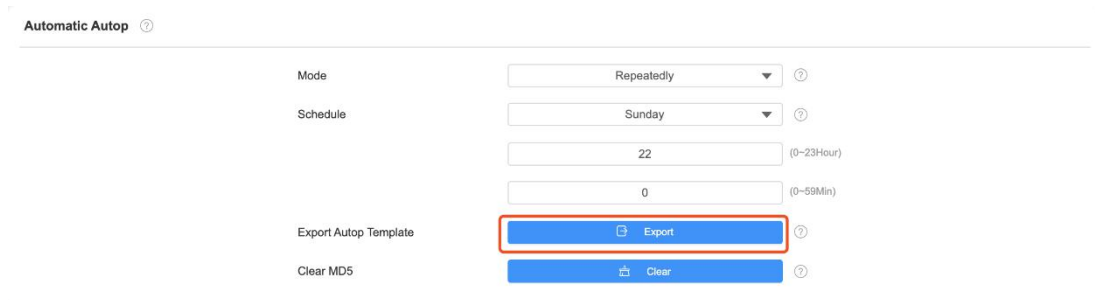 Automatic Autop ?
Mode Repeatedly ?
Schedule Sunday ?
22 (0~23Hour)
0 (0~59Min)
Export Autop Template Export ?
Clear MD5 Clear ?